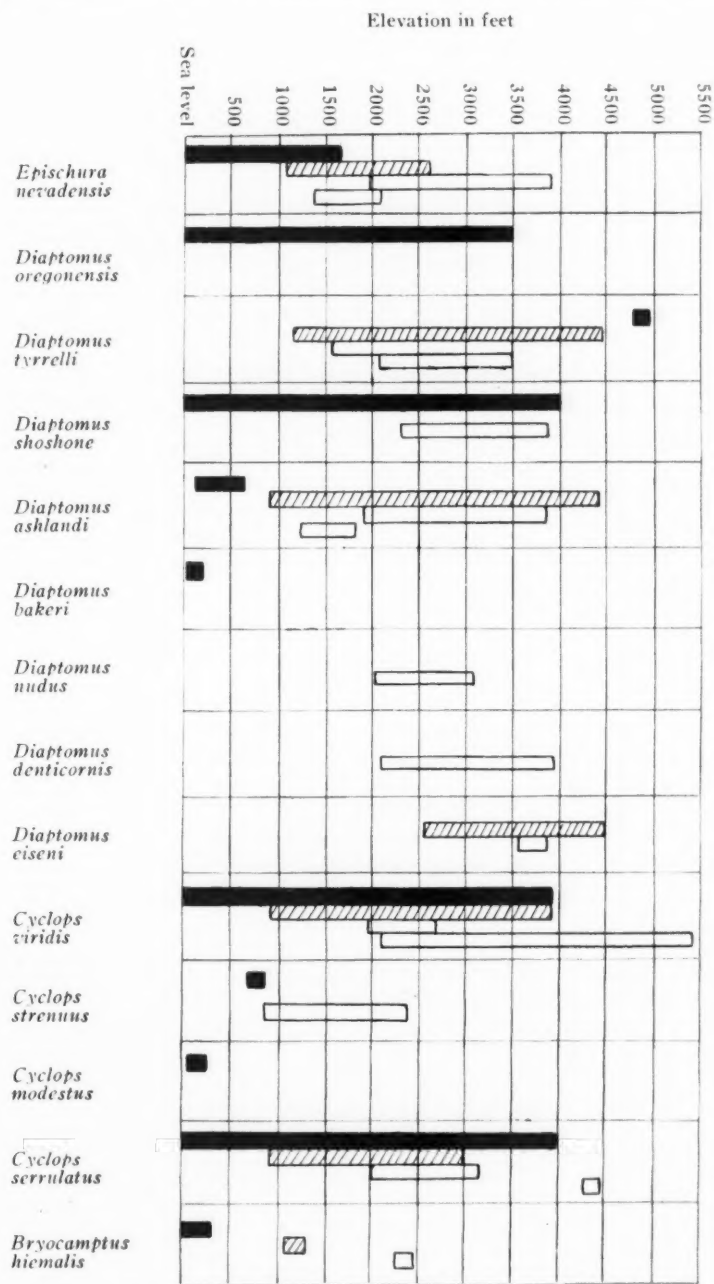 Elevation in feet
Sea level
500
1000
1500
2000
2500
3000
3500
4000
4500
5000
5500
Epischura
nevadensis
Diaptomus
oregonensis
Diaptomus
tyrrelli
Diaptomus
shoshone
Diaptomus
ashlandi
Diaptomus
bakeri
Diaptomus
nudus
Diaptomus
denticornis
Diaptomus
eiseni
Cyclops
viridis
Cyclops
strenuus
Cyclops
modestus
Cyclops
serrulatus
Bryocamptus
hiemalis